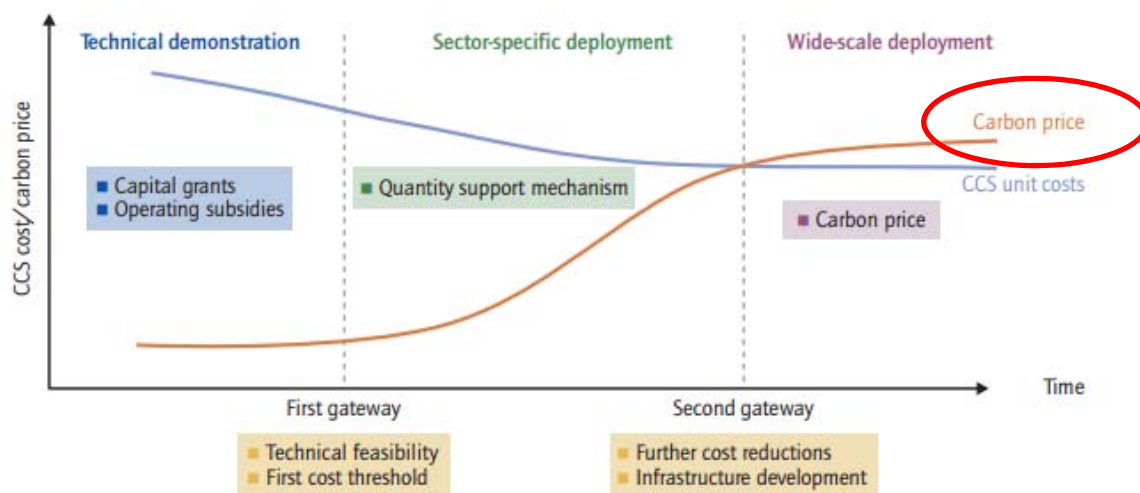 Technical demonstration
Sector-specific deployment
Wide-scale deployment
CCS cost/carbon price
Carbon price
CCS unit costs
■ Capital grants
■ Operating subsidies
■ Quantity support mechanism
■ Carbon price
Time
First gateway
Second gateway
■ Technical feasibility
■ First cost threshold
■ Further cost reductions
■ Infrastructure development